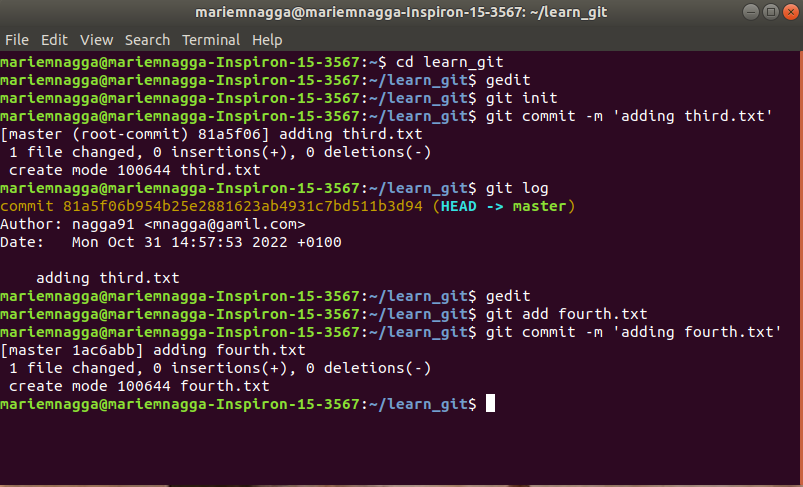 mariemnagga@mariemnagga-Inspiron-15-3567: ~/learn_git
File Edit View Search Terminal Help
mariemnagga@mariemnagga-Inspiron-15-3567:~$ cd learn_git
mariemnagga@mariemnagga-Inspiron-15-3567:~/learn_git$ gedit
mariemnagga@mariemnagga-Inspiron-15-3567:~/learn_git$ git init
mariemnagga@mariemnagga-Inspiron-15-3567:~/learn_git$ git commit -m 'adding third.txt'
[master (root-commit) 81a5f06] adding third.txt
 1 file changed, 0 insertions(+), 0 deletions(-)
 create mode 100644 third.txt
mariemnagga@mariemnagga-Inspiron-15-3567:~/learn_git$ git log
commit 81a5f06b954b25e2881623ab4931c7bd511b3d94 (HEAD -> master)
Author: nagga91 <mnagga@gamil.com>
Date:   Mon Oct 31 14:57:53 2022 +0100

    adding third.txt
mariemnagga@mariemnagga-Inspiron-15-3567:~/learn_git$ gedit
mariemnagga@mariemnagga-Inspiron-15-3567:~/learn_git$ git add fourth.txt
mariemnagga@mariemnagga-Inspiron-15-3567:~/learn_git$ git commit -m 'adding fourth.txt'
[master 1ac6abb] adding fourth.txt
 1 file changed, 0 insertions(+), 0 deletions(-)
 create mode 100644 fourth.txt
mariemnagga@mariemnagga-Inspiron-15-3567:~/learn_git$